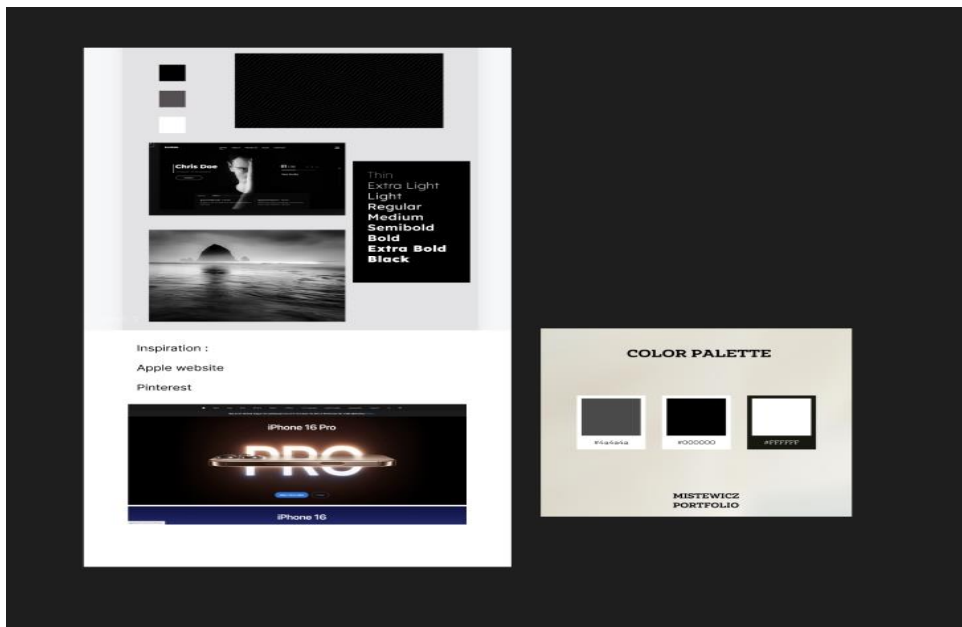 Chris Doe
Thin
Extra Light
Light
Regular
Medium
Semibold
Bold
Extra Bold
Black
Inspiration :
Apple website
Pinterest
iPhone 16 Pro
PRO
iPhone 16
COLOR PALETTE
#4a4a4a
#000000
#FFFFFF
MISTEWICZ
PORTFOLIO